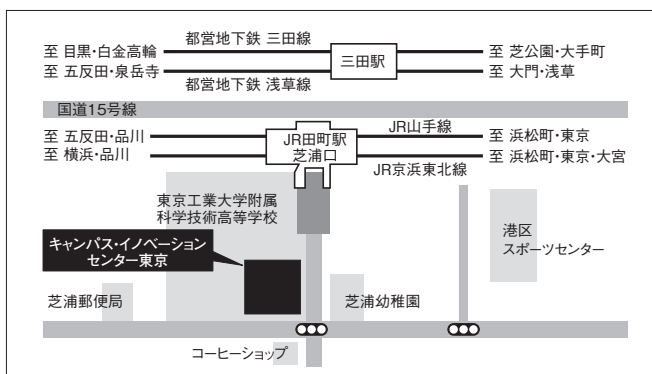 都営地下鉄 三田線
至 目黒・白金高輪
三田駅
至 芝公園・大手町
至 五反田・泉岳寺
至 大門・浅草
都営地下鉄 浅草線
国道15号線
JR山手線
至 五反田・品川
JR田町駅
芝浦口
至 浜松町・東京
至 横浜・品川
至 浜松町・東京・大宮
JR京浜東北線
東京工業大学附属
科学技術高等学校
港区
スポーツセンター
キャンパス・イノベーション
センター東京
芝浦郵便局
芝浦幼稚園
コーヒーショップ